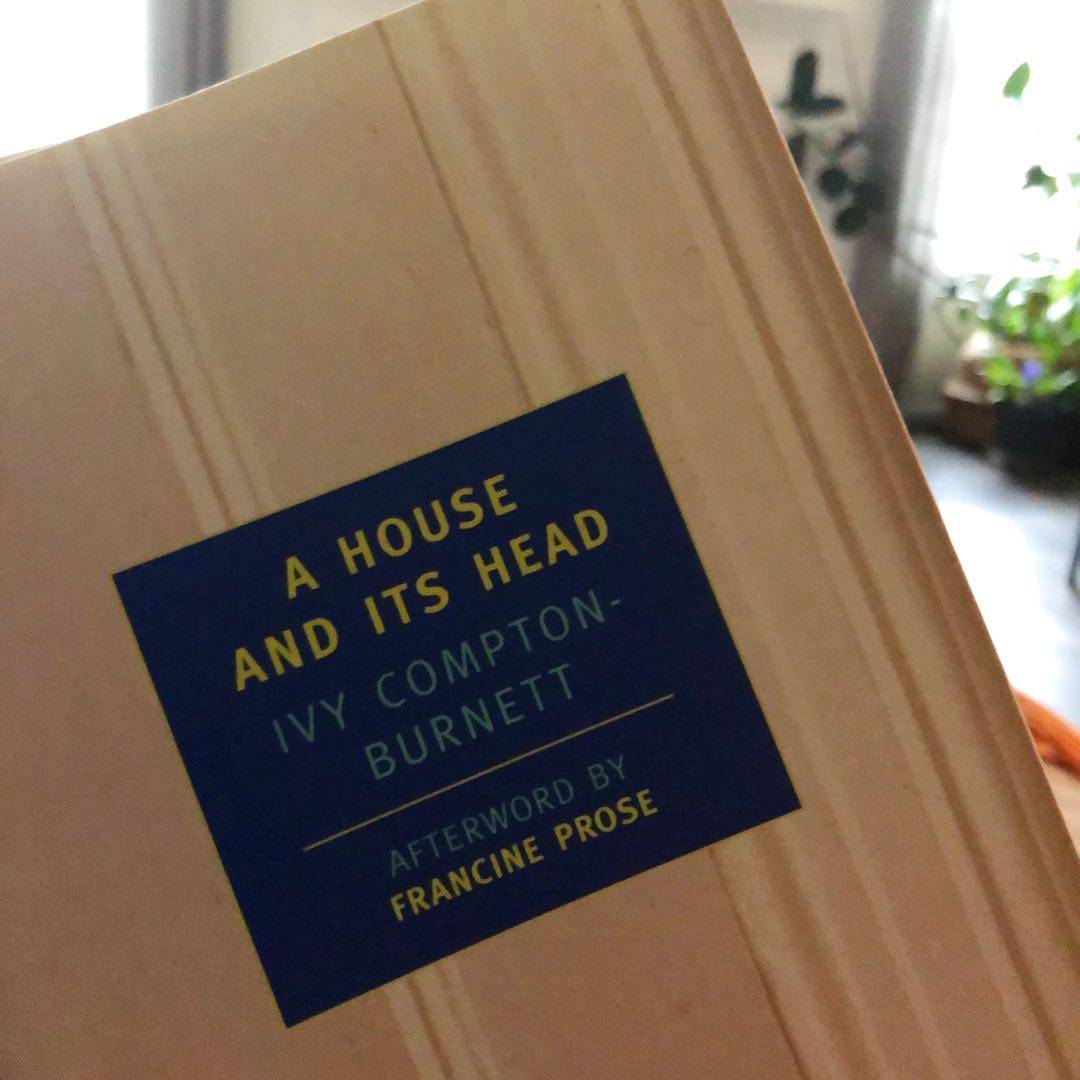 A HOUSE
AND ITS HEAD
IVY COMPTON-
BURNETT
AFTERWORD BY
FRANCINE PROSE